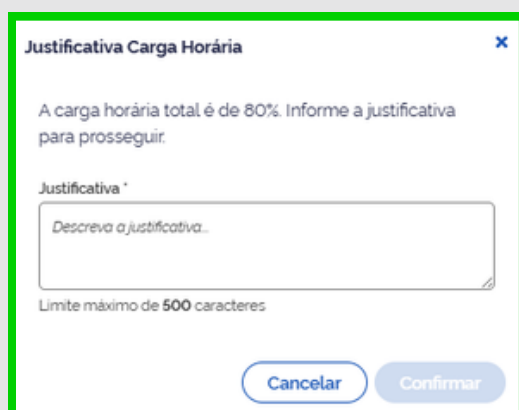 Justificativa Carga Horária
A carga horária total é de 80%. Informe a justificativa
para prosseguir.
Justificativa *
Descreva a justificativa...
Limite máximo de 500 caracteres
Cancelar
Confirmar